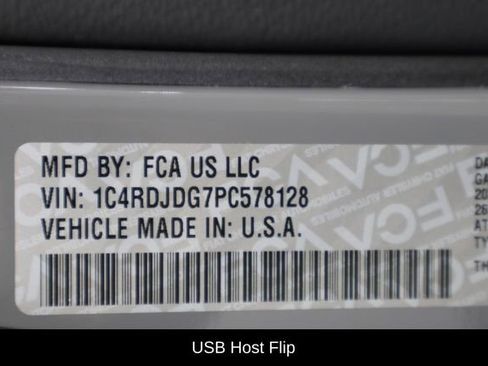 MFD BY: FCA US LLC
VIN: 1C4RDJDG7PC578128
VEHICLE MADE IN: U.S.A.
USB Host Flip